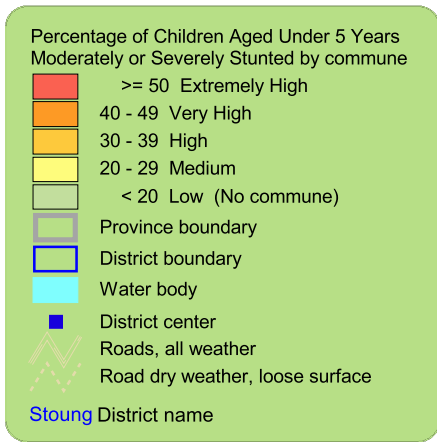 Percentage of Children Aged Under 5 Years
Moderately or Severely Stunted by commune
>= 50 Extremely High
40 - 49 Very High
30 - 39 High
20 - 29 Medium
< 20 Low (No commune)
Province boundary
District boundary
Water body
District center
Roads, all weather
Road dry weather, loose surface
Stoung District name